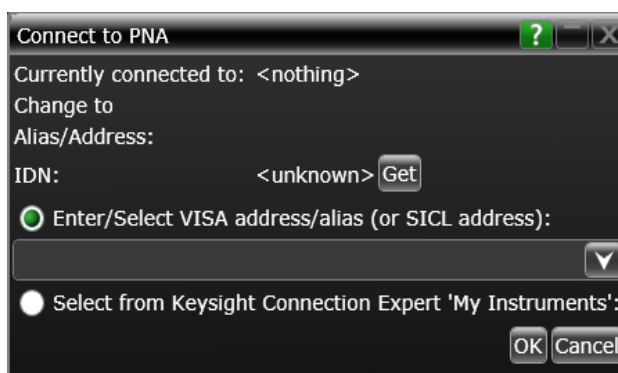 Connect to PNA ?
Currently connected to: <nothing>
Change to
Alias/Address:
IDN: <unknown> Get
Enter/Select VISA address/alias (or SICL address):
Select from Keysight Connection Expert 'My Instruments':
OK Cancel